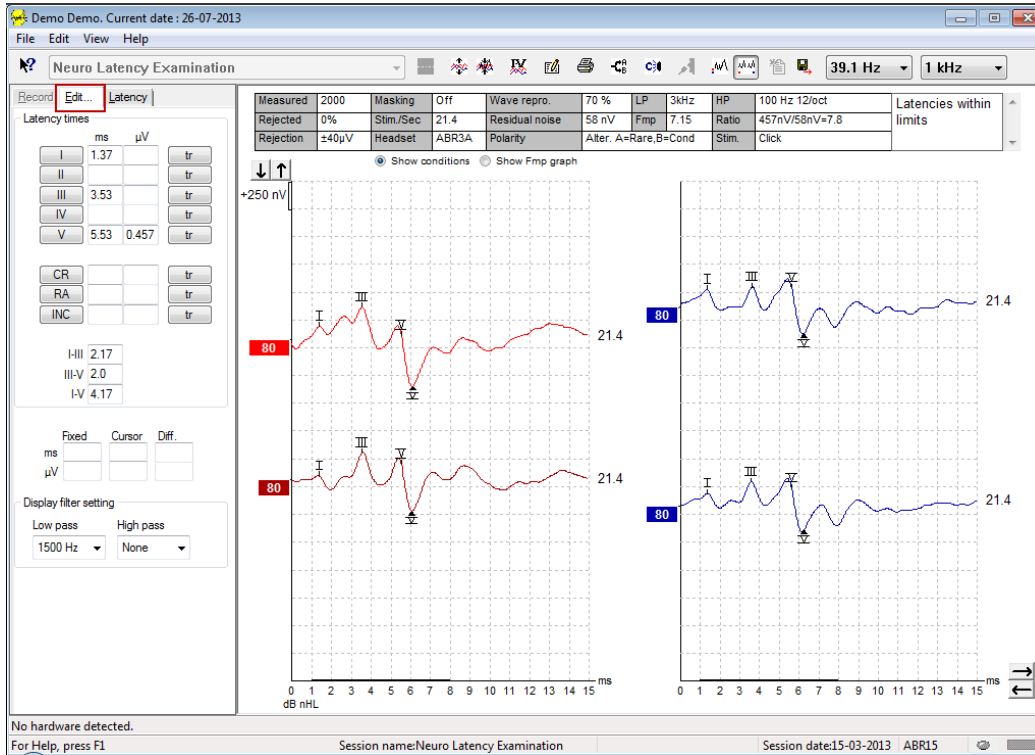 Demo Demo. Current date : 26-07-2013
File Edit View Help
Neuro Latency Examination 39.1 Hz 1 kHz
Record Edit... Latency
Latency times
ms µV
I 1.37 tr
II tr
III 3.53 tr
IV tr
V 5.53 0.457 tr
CR tr
RA tr
INC tr
I-III 2.17
III-V 2.0
I-V 4.17
Fixed Cursor Diff.
ms
µV
Display filter setting
Low pass High pass
1500 Hz None
Measured 2000 Masking Off Wave repro. 70 % LP 3kHz HP 100 Hz 12/oct
Rejected 0% Stim./Sec 21.4 Residual noise 58 nV Fmp 7.15 Ratio 457nV/58nV=7.8
Rejection ±40µV Headset ABR3A Polarity Alter. A=Rare,B=Cond Stim. Click
Latencies within
limits
Show conditions Show Fmp graph
+250 nV
I III V
80 21.4
V
I III V
80 21.4
V
0 1 2 3 4 5 6 7 8 9 10 11 12 13 14 15 ms
dB nHL
I III V
80 21.4
V
I III V
80 21.4
V
0 1 2 3 4 5 6 7 8 9 10 11 12 13 14 15 ms
No hardware detected.
For Help, press F1 Session name:Neuro Latency Examination Session date:15-03-2013 ABR15